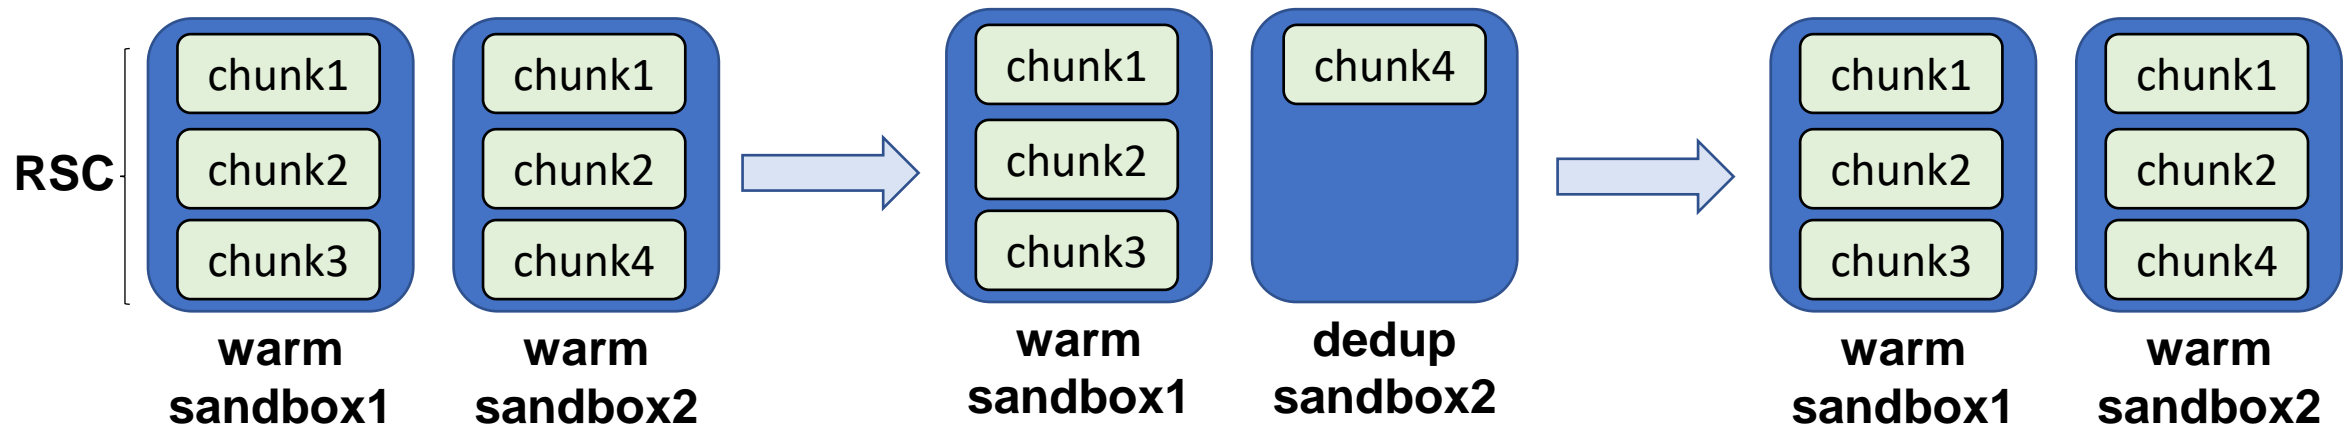 RSC
chunk1
chunk2
chunk3
warm
sandbox1
chunk1
chunk2
chunk4
warm
sandbox2
chunk1
chunk2
chunk3
warm
sandbox1
chunk4
dedup
sandbox2
chunk1
chunk2
chunk3
warm
sandbox1
chunk1
chunk2
chunk4
warm
sandbox2